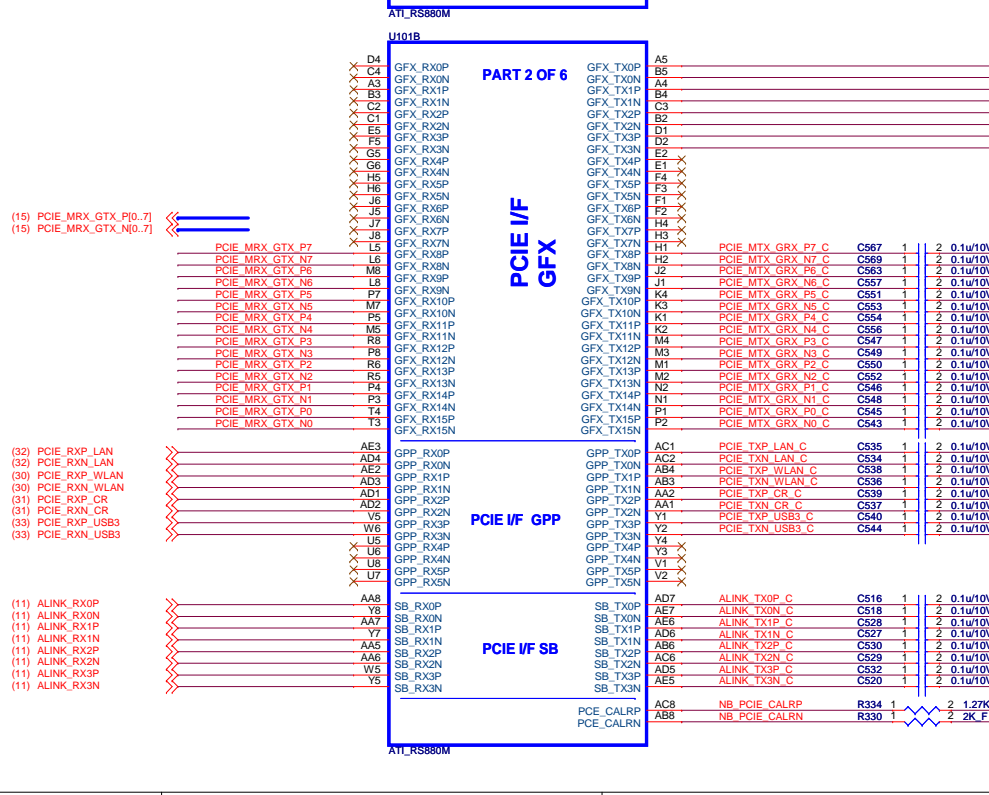 ATI_RS880M
U101B
PART 2 OF 6
PCIE I/F
GFX
D4 GFX_RX0P GFX_TX0P A5
C4 GFX_RX0N GFX_TX0N B5
A3 GFX_RX1P GFX_TX1P A4
B3 GFX_RX1N GFX_TX1N B4
C2 GFX_RX2P GFX_TX2P C3
C1 GFX_RX2N GFX_TX2N B2
E5 GFX_RX3P GFX_TX3P D1
F5 GFX_RX3N GFX_TX3N D2
G5 GFX_RX4P GFX_TX4P E2
G6 GFX_RX4N GFX_TX4N E1
H5 GFX_RX5P GFX_TX5P F4
H6 GFX_RX5N GFX_TX5N F3
J6 GFX_RX6P GFX_TX6P F1
(15) PCIE_MRX_GTX_P[0..7] J5 GFX_RX6N GFX_TX6N F2
(15) PCIE_MRX_GTX_N[0..7] J7 GFX_RX7P GFX_TX7P H4
J8 GFX_RX7N GFX_TX7N H3
PCIE_MRX_GTX_P7 L5 GFX_RX8P GFX_TX8P H1 PCIE_MTX_GRX_P7_C C567 1 2 0.1u/10V
PCIE_MRX_GTX_N7 L6 GFX_RX8N GFX_TX8N H2 PCIE_MTX_GRX_N7_C C569 1 2 0.1u/10V
PCIE_MRX_GTX_P6 M8 GFX_RX9P GFX_TX9P J2 PCIE_MTX_GRX_P6_C C563 1 2 0.1u/10V
PCIE_MRX_GTX_N6 L8 GFX_RX9N GFX_TX9N J1 PCIE_MTX_GRX_N6_C C557 1 2 0.1u/10V
PCIE_MRX_GTX_P5 P7 GFX_RX10P GFX_TX10P K4 PCIE_MTX_GRX_P5_C C551 1 2 0.1u/10V
PCIE_MRX_GTX_N5 M7 GFX_RX10N GFX_TX10N K3 PCIE_MTX_GRX_N5_C C553 1 2 0.1u/10V
PCIE_MRX_GTX_P4 P5 GFX_RX11P GFX_TX11P K1 PCIE_MTX_GRX_P4_C C554 1 2 0.1u/10V
PCIE_MRX_GTX_N4 M5 GFX_RX11N GFX_TX11N K2 PCIE_MTX_GRX_N4_C C556 1 2 0.1u/10V
PCIE_MRX_GTX_P3 R8 GFX_RX12P GFX_TX12P M4 PCIE_MTX_GRX_P3_C C547 1 2 0.1u/10V
PCIE_MRX_GTX_N3 P8 GFX_RX12N GFX_TX12N M3 PCIE_MTX_GRX_N3_C C549 1 2 0.1u/10V
PCIE_MRX_GTX_P2 R6 GFX_RX13P GFX_TX13P M1 PCIE_MTX_GRX_P2_C C550 1 2 0.1u/10V
PCIE_MRX_GTX_N2 R5 GFX_RX13N GFX_TX13N M2 PCIE_MTX_GRX_N2_C C552 1 2 0.1u/10V
PCIE_MRX_GTX_P1 P4 GFX_RX14P GFX_TX14P N2 PCIE_MTX_GRX_P1_C C546 1 2 0.1u/10V
PCIE_MRX_GTX_N1 P3 GFX_RX14N GFX_TX14N N1 PCIE_MTX_GRX_N1_C C548 1 2 0.1u/10V
PCIE_MRX_GTX_P0 T4 GFX_RX15P GFX_TX15P P1 PCIE_MTX_GRX_P0_C C545 1 2 0.1u/10V
PCIE_MRX_GTX_N0 T3 GFX_RX15N GFX_TX15N P2 PCIE_MTX_GRX_N0_C C543 1 2 0.1u/10V
(32) PCIE_RXP_LAN AE3 GPP_RX0P GPP_TX0P AC1 PCIE_TXP_LAN_C C535 1 2 0.1u/10V
(32) PCIE_RXN_LAN AD4 GPP_RX0N GPP_TX0N AC2 PCIE_TXN_LAN_C C534 1 2 0.1u/10V
(30) PCIE_RXP_WLAN AE2 GPP_RX1P GPP_TX1P AB4 PCIE_TXP_WLAN_C C538 1 2 0.1u/10V
(30) PCIE_RXN_WLAN AD3 GPP_RX1N GPP_TX1N AB3 PCIE_TXN_WLAN_C C536 1 2 0.1u/10V
(31) PCIE_RXP_CR AD1 GPP_RX2P GPP_TX2P AA2 PCIE_TXP_CR_C C539 1 2 0.1u/10V
(31) PCIE_RXN_CR AD2 GPP_RX2N GPP_TX2N AA1 PCIE_TXN_CR_C C537 1 2 0.1u/10V
(33) PCIE_RXP_USB3 V5 GPP_RX3P PCIE I/F GPP GPP_TX3P Y1 PCIE_TXP_USB3_C C540 1 2 0.1u/10V
(33) PCIE_RXN_USB3 W6 GPP_RX3N GPP_TX3N Y2 PCIE_TXN_USB3_C C544 1 2 0.1u/10V
U5 GPP_RX4P GPP_TX4P Y4
U6 GPP_RX4N GPP_TX4N Y3
U8 GPP_RX5P GPP_TX5P V1
U7 GPP_RX5N GPP_TX5N V2
(11) ALINK_RX0P AA8 SB_RX0P SB_TX0P AD7 ALINK_TX0P_C C516 1 2 0.1u/10V
(11) ALINK_RX0N Y8 SB_RX0N SB_TX0N AE7 ALINK_TX0N_C C518 1 2 0.1u/10V
(11) ALINK_RX1P AA7 SB_RX1P SB_TX1P AE6 ALINK_TX1P_C C528 1 2 0.1u/10V
(11) ALINK_RX1N Y7 SB_RX1N SB_TX1N AD6 ALINK_TX1N_C C527 1 2 0.1u/10V
(11) ALINK_RX2P AA5 SB_RX2P PCIE I/F SB SB_TX2P AB6 ALINK_TX2P_C C530 1 2 0.1u/10V
(11) ALINK_RX2N AA6 SB_RX2N SB_TX2N AC6 ALINK_TX2N_C C529 1 2 0.1u/10V
(11) ALINK_RX3P W5 SB_RX3P SB_TX3P AD5 ALINK_TX3P_C C532 1 2 0.1u/10V
(11) ALINK_RX3N Y5 SB_RX3N SB_TX3N AE5 ALINK_TX3N_C C520 1 2 0.1u/10V
PCE_CALRP AC8 NB_PCIE_CALRP R334 1 2 1.27K
PCE_CALRN AB8 NB_PCIE_CALRN R330 1 2 2K_F
ATI_RS880M